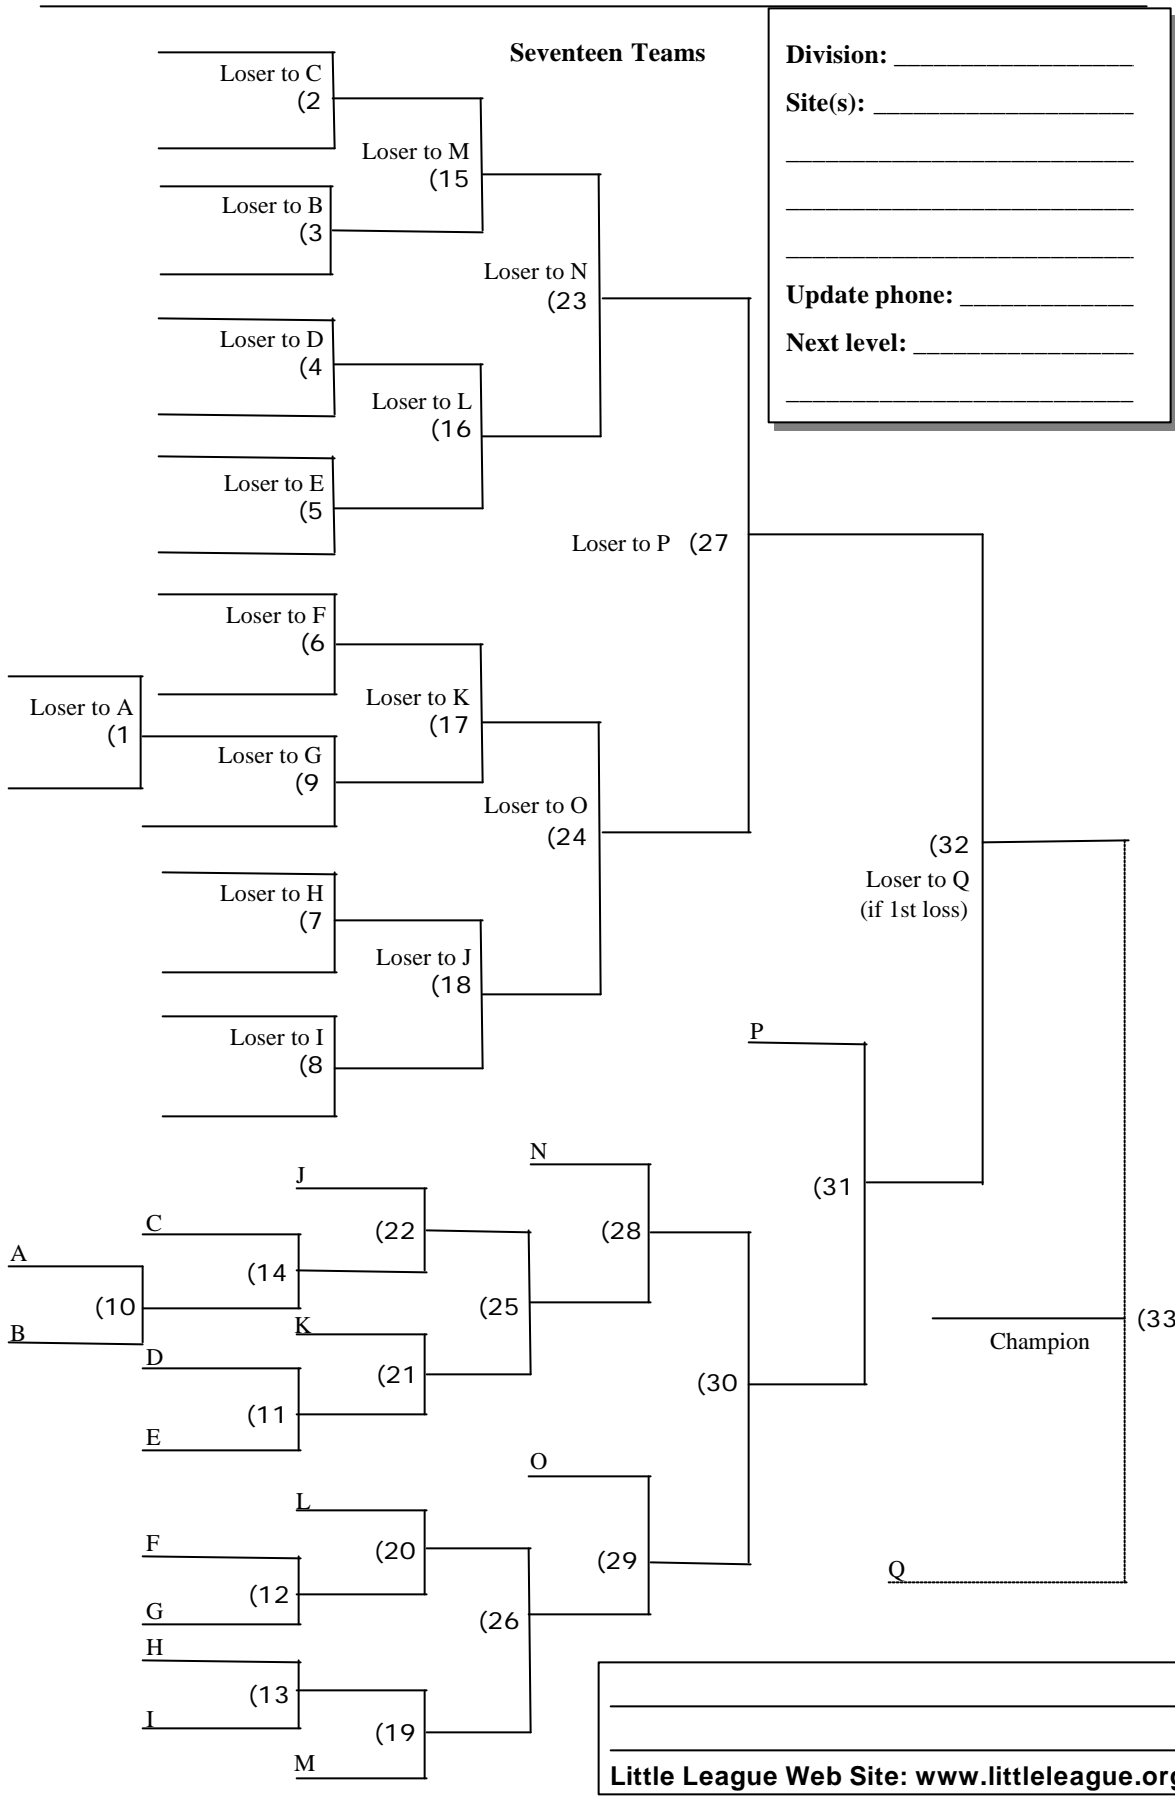 Seventeen Teams
Division: ____________________
Site(s): ____________________
Update phone: ____________________
Next level: ____________________
Loser to C
(2
Loser to M
(15
Loser to B
(3
Loser to N
(23
Loser to D
(4
Loser to L
(16
Loser to E
(5
Loser to P (27
Loser to F
(6
Loser to K
(17
Loser to A
(1
Loser to G
(9
Loser to O
(24
(32
Loser to Q
(if 1st loss)
Loser to H
(7
Loser to J
(18
Loser to I
(8
P
N
J
(31
C
(22
(28
A
(14
(10
(25
B
K
(33
Champion
D
(21
(30
(11
E
O
L
F
(20
(29
Q
(12
G
(26
H
(13
I
(19
M
Little League Web Site: www.littleleague.org